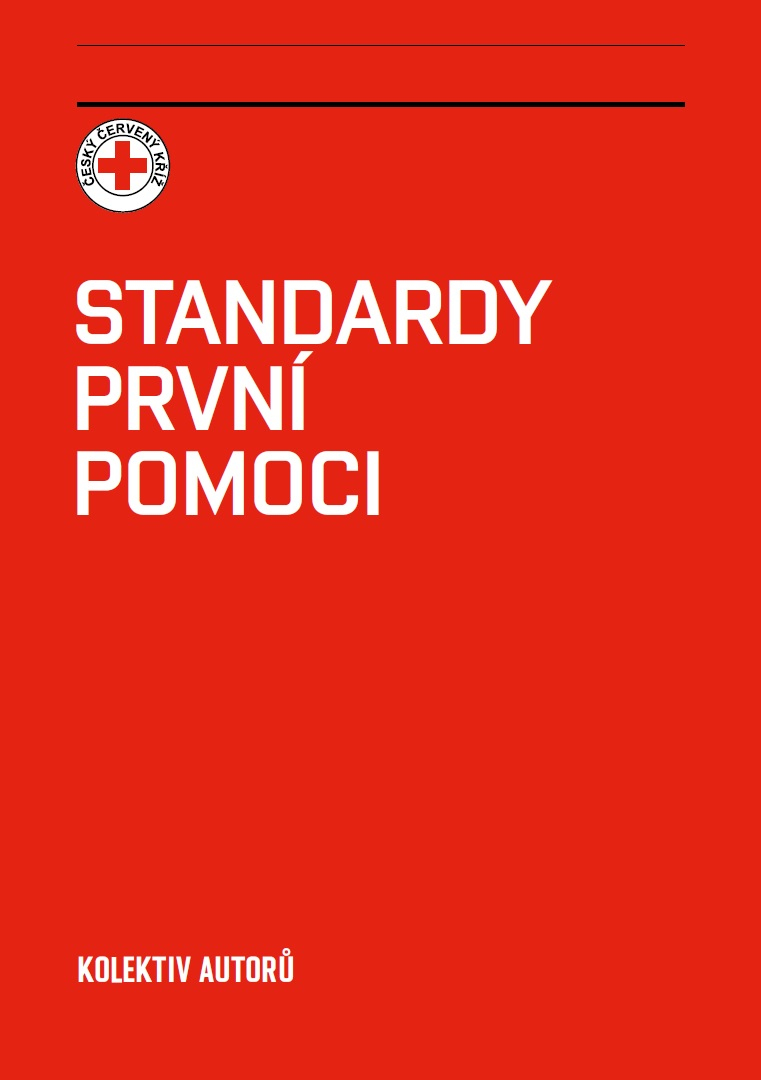 ČESKÝ ČERVENÝ KŘÍŽ
STANDARDY
PRVNÍ
POMOCI
KOLEKTIV AUTORŮ